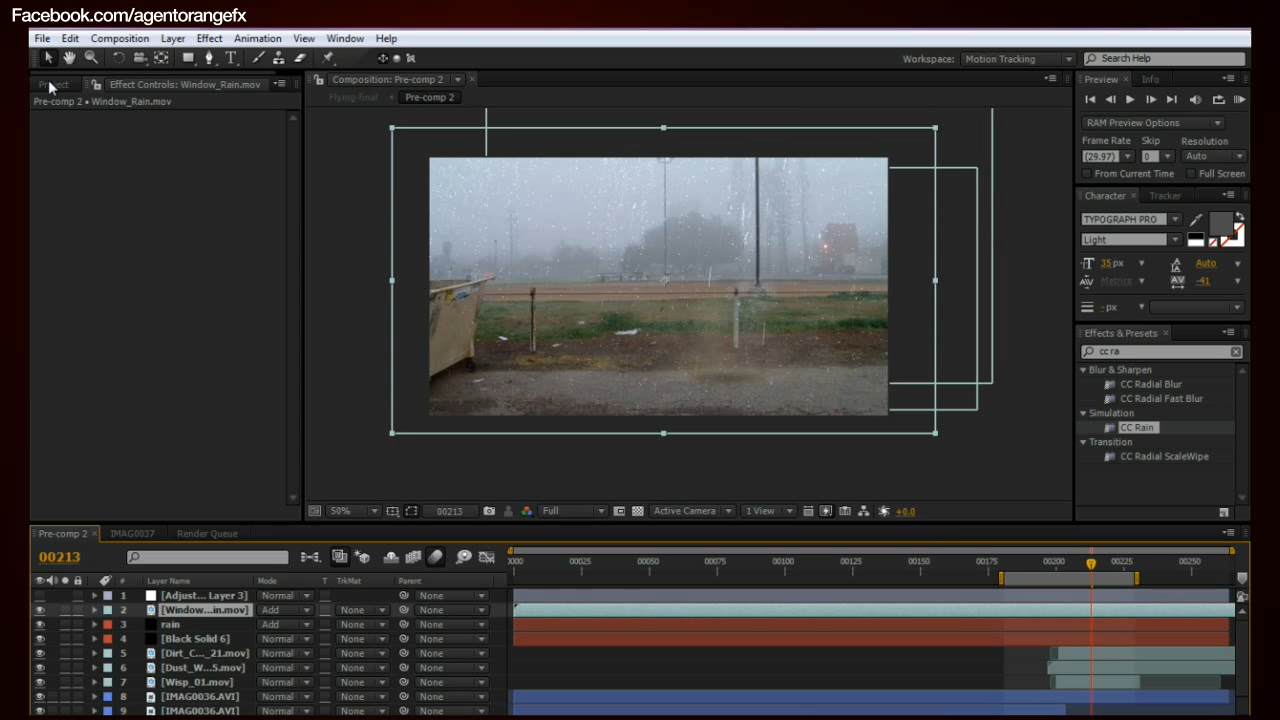 Facebook.com/agentorangefx
File Edit Composition Layer Effect Animation View Window Help
Workspace: Motion Tracking Search Help
Project Effect Controls: Window_Rain.mov
Pre-comp 2 • Window_Rain.mov
Composition: Pre-comp 2
Flying-final Pre-comp 2
Preview Info
RAM Preview Options
Frame Rate Skip Resolution
(29.97) 0 Auto
From Current Time Full Screen
Character Tracker
TYPOGRAPH PRO
Light
35 px Auto
Metrics -41
- px
Effects & Presets
cc ra
Blur & Sharpen
CC Radial Blur
CC Radial Fast Blur
Simulation
CC Rain
Transition
CC Radial ScaleWipe
50% 00213 Full Active Camera 1 View +0.0
Pre-comp 2 IMAG0037 Render Queue
00213
0000 00025 00050 00075 00100 00125 00150 00175 00200 00225 00250
# Layer Name Mode T TrkMat Parent
1 [Adjust... Layer 3] Normal None
2 [Window...in.mov] Add None None
3 rain Add None None
4 [Black Solid 6] Normal None None
5 [Dirt_C..._21.mov] Normal None None
6 [Dust_W...5.mov] Normal None None
7 [Wisp_01.mov] Normal None None
8 [IMAG0036.AVI] Normal None None
9 [IMAG0036.AVI] Normal None None